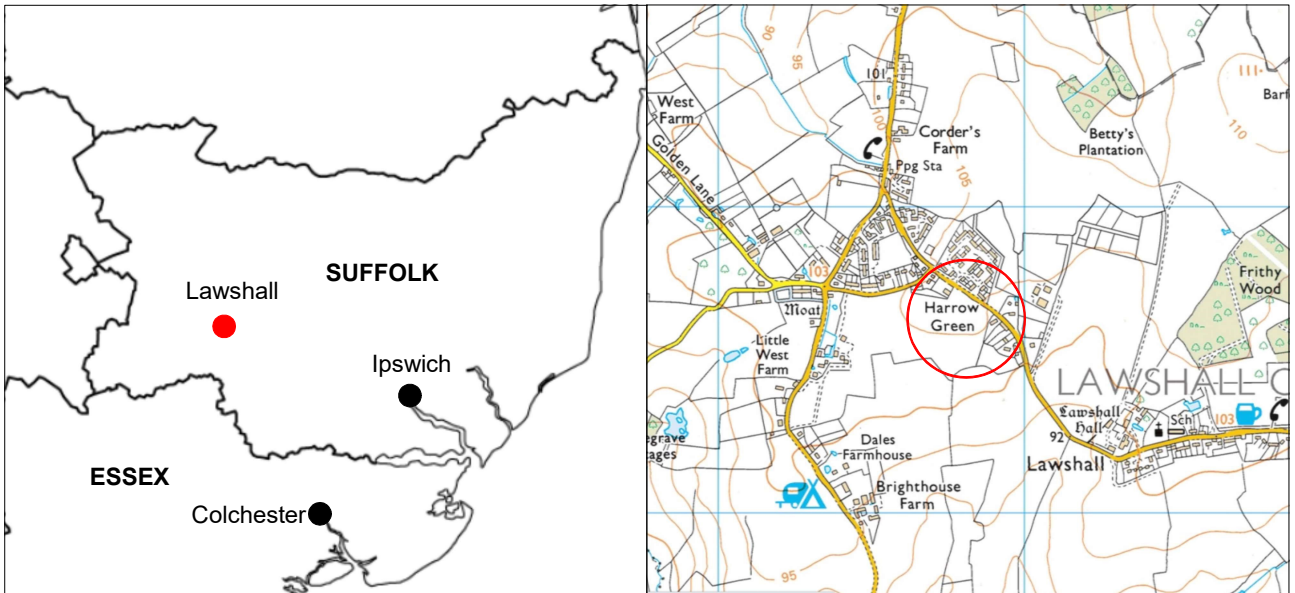 SUFFOLK
Lawshall
Ipswich
ESSEX
Colchester
90
95
101
West
Farm
100
Corder's
Farm
Ppg Sta
Golden Lane
105
Betty's
Plantation
111
110
103
Moat
Harrow
Green
Frithy
Wood
Little
West
Farm
LAWSHALL C
Lawshall
Hall
92
Sch
103
Lawshall
Dales
Farmhouse
Brighthouse
Farm
95